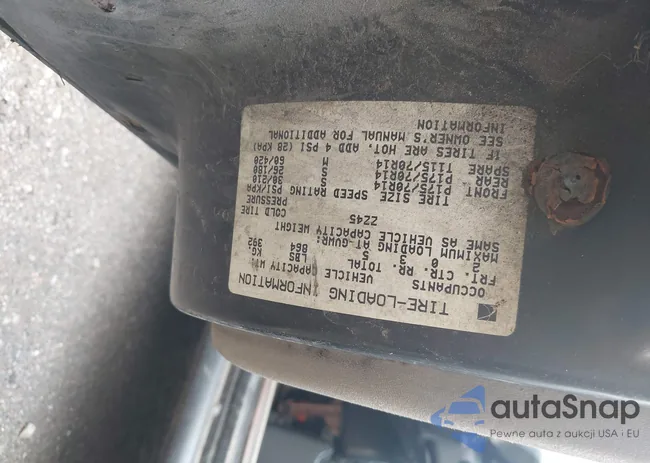 TIRE-LOADING INFORMATION
OCCUPANTS VEHICLE CAPACITY WT:
FRT. CTR. RR. TOTAL LBS KG
2 0 3 5 864 392
MAXIMUM LOADING AT GVWR:
SAME AS VEHICLE CAPACITY WEIGHT
2245 COLD TIRE
TIRE SIZE SPEED RATING PRESSURE
PSI/KPA
FRONT P175/70R14 S 30/210
REAR P175/70R14 S 26/180
SPARE T115/70R14 M 60/420
IF TIRES ARE HOT, ADD 4 PSI (28 KPA)
SEE OWNER'S MANUAL FOR ADDITIONAL
INFORMATION
autaSnap
Pewne auta z aukcji USA · EU